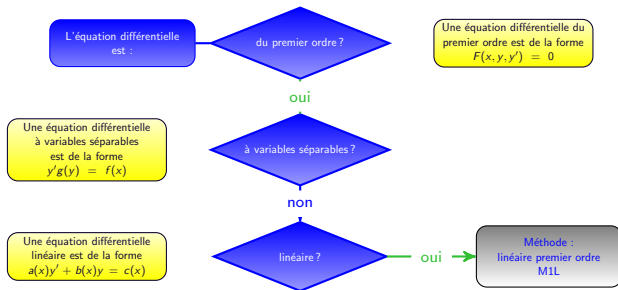 L'équation différentielle
est :
du premier ordre ?
Une équation différentielle du
premier ordre est de la forme
F(x, y, y′) = 0
oui
Une équation différentielle
à variables séparables
est de la forme
y′g(y) = f(x)
à variables séparables ?
non
Une équation différentielle
linéaire est de la forme
a(x)y′ + b(x)y = c(x)
linéaire ?
oui
Méthode :
linéaire premier ordre
M1L